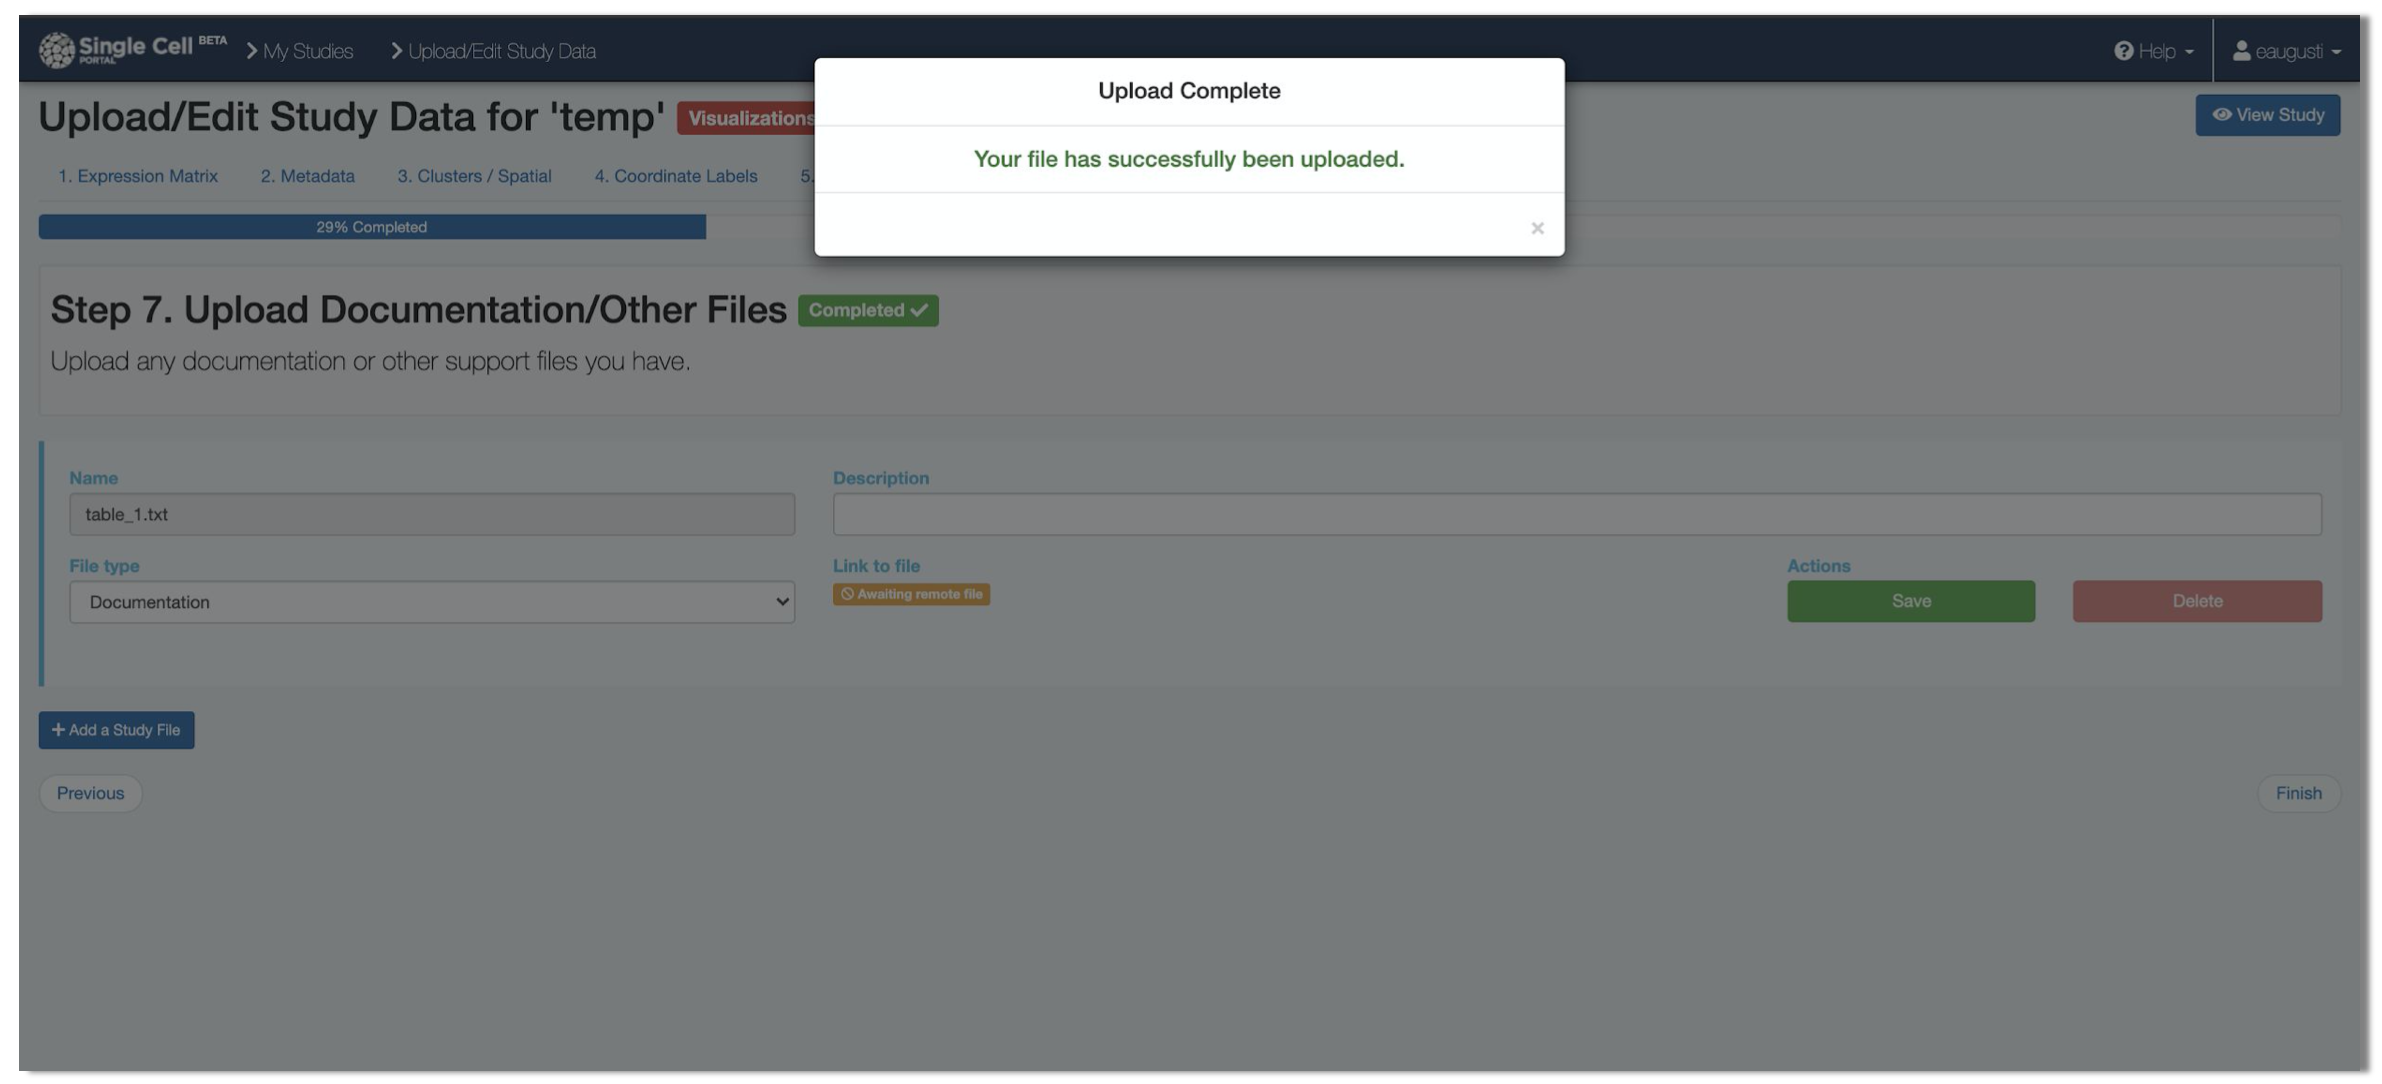 Single Cell BETA
PORTAL
My Studies
Upload/Edit Study Data
Help
eaugusti
Upload Complete
Your file has successfully been uploaded.
×
Upload/Edit Study Data for 'temp'
Visualizations
View Study
1. Expression Matrix
2. Metadata
3. Clusters / Spatial
4. Coordinate Labels
5.
29% Completed
Step 7. Upload Documentation/Other Files
Completed
Upload any documentation or other support files you have.
Name
Description
table_1.txt
File type
Link to file
Actions
Documentation
Awaiting remote file
Save
Delete
Add a Study File
Previous
Finish